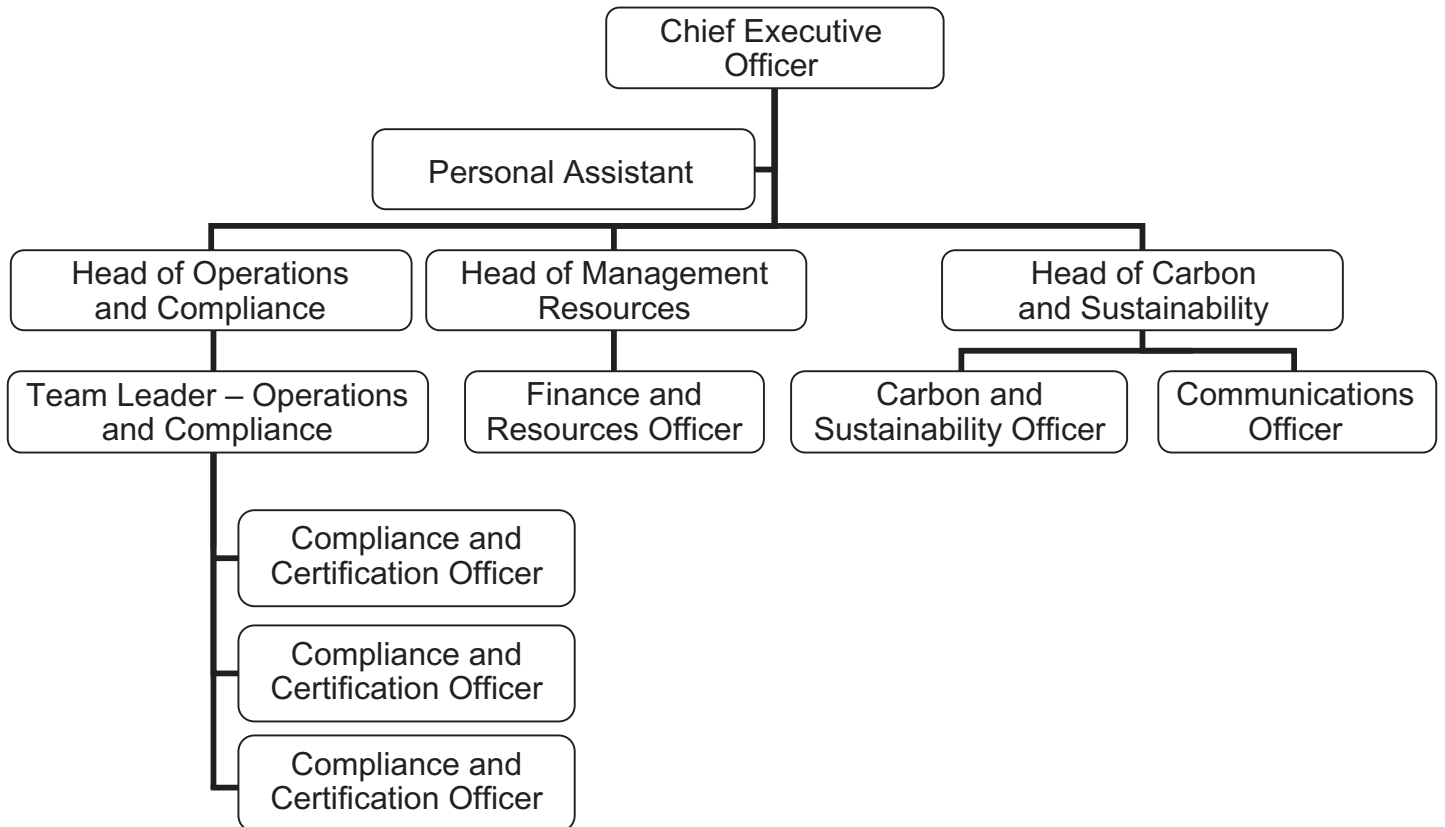 Chief Executive
Officer
Personal Assistant
Head of Operations
and Compliance
Head of Management
Resources
Head of Carbon
and Sustainability
Team Leader – Operations
and Compliance
Finance and
Resources Officer
Carbon and
Sustainability Officer
Communications
Officer
Compliance and
Certification Officer
Compliance and
Certification Officer
Compliance and
Certification Officer